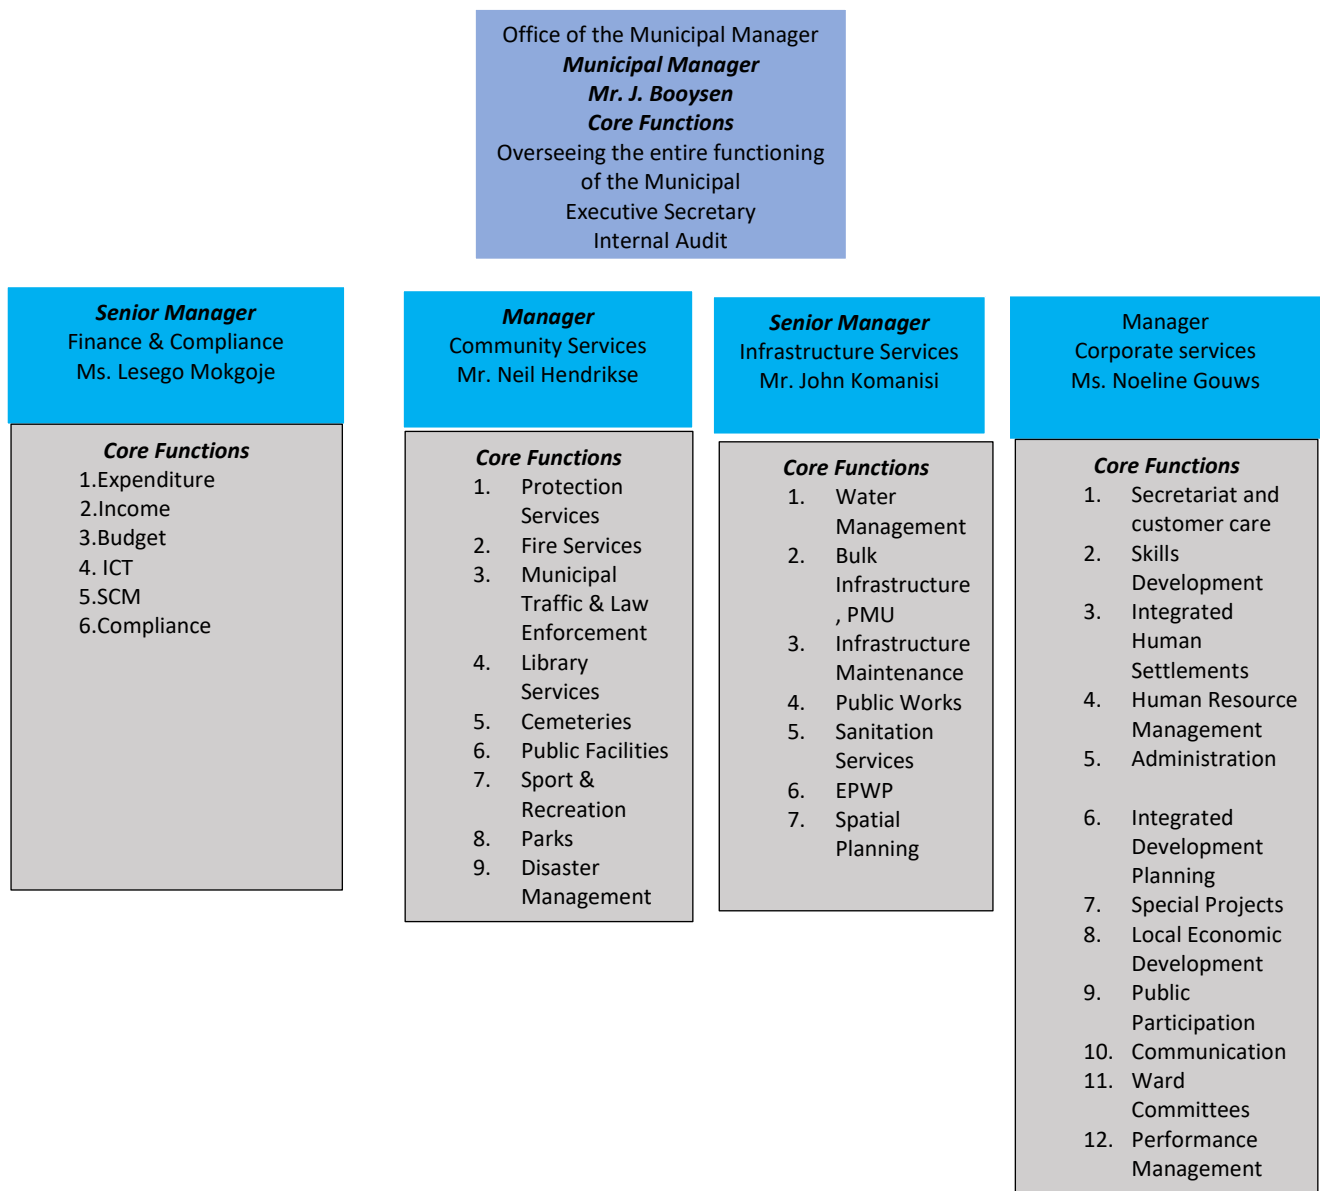 Office of the Municipal Manager
Municipal Manager
Mr. J. Booysen
Core Functions
Overseeing the entire functioning
of the Municipal
Executive Secretary
Internal Audit
Senior Manager
Finance & Compliance
Ms. Lesego Mokgoje
Core Functions
1.Expenditure
2.Income
3.Budget
4. ICT
5.SCM
6.Compliance
Manager
Community Services
Mr. Neil Hendrikse
Core Functions
1. Protection
Services
2. Fire Services
3. Municipal
Traffic & Law
Enforcement
4. Library
Services
5. Cemeteries
6. Public Facilities
7. Sport &
Recreation
8. Parks
9. Disaster
Management
Senior Manager
Infrastructure Services
Mr. John Komanisi
Core Functions
1. Water
Management
2. Bulk
Infrastructure
, PMU
3. Infrastructure
Maintenance
4. Public Works
5. Sanitation
Services
6. EPWP
7. Spatial
Planning
Manager
Corporate services
Ms. Noeline Gouws
Core Functions
1. Secretariat and
customer care
2. Skills
Development
3. Integrated
Human
Settlements
4. Human Resource
Management
5. Administration
6. Integrated
Development
Planning
7. Special Projects
8. Local Economic
Development
9. Public
Participation
10. Communication
11. Ward
Committees
12. Performance
Management